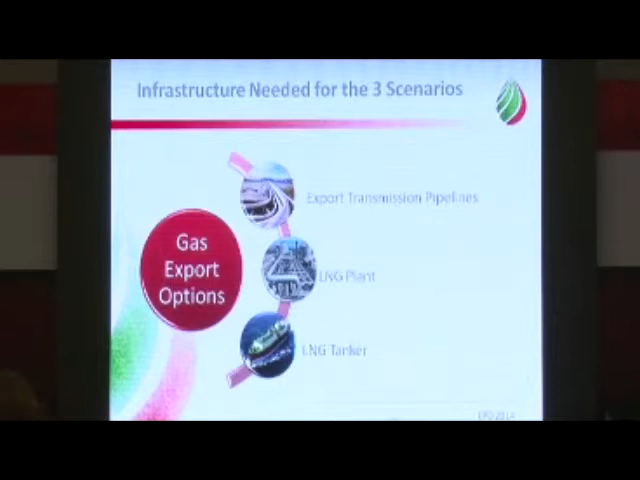 Infrastructure Needed for the 3 Scenarios
Export Transmission Pipelines
Gas
Export
Options
LNG Plant
LNG Tanker